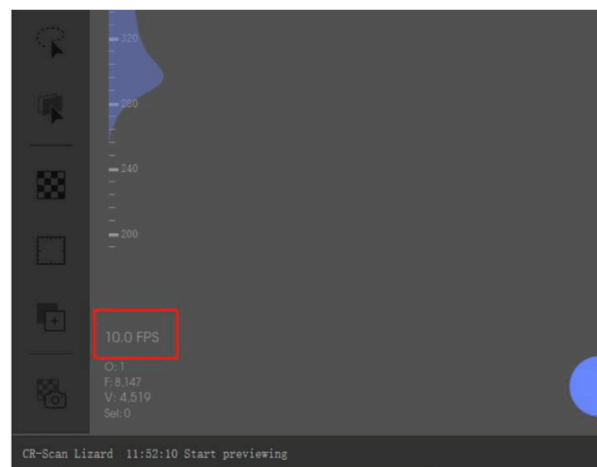 320
280
240
200
10.0 FPS
O: 1
F: 8,147
V: 4,519
Sel: 0
CR-Scan Lizard 11:52:10 Start previewing